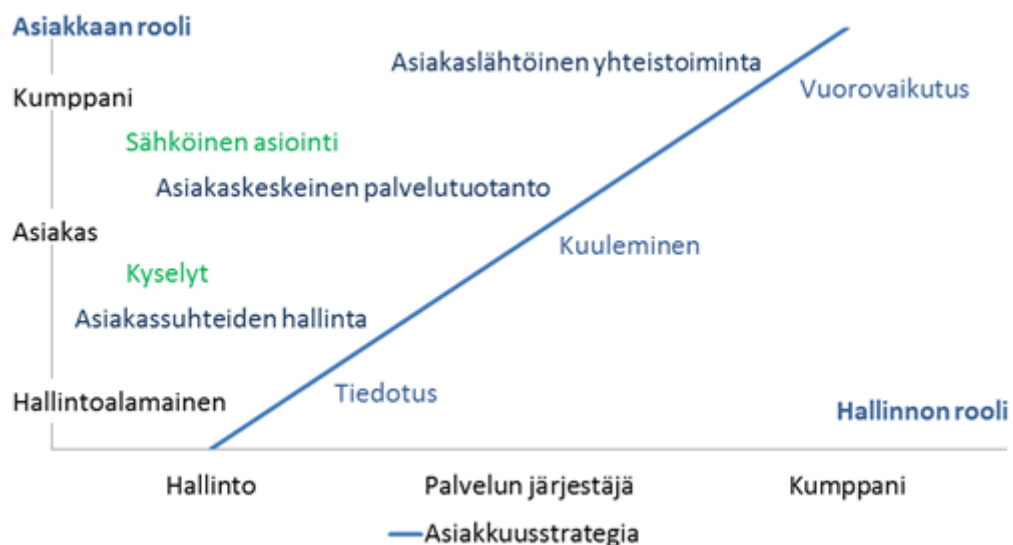 Asiakkaan rooli
Asiakaslähtöinen yhteistoiminta
Vuorovaikutus
Kumppani
Sähköinen asiointi
Asiakaskeskeinen palvelutuotanto
Asiakas
Kuuleminen
Kyselyt
Asiakassuhteiden hallinta
Tiedotus
Hallintoalamainen
Hallinnon rooli
Hallinto
Palvelun järjestäjä
Kumppani
Asiakkuusstrategia